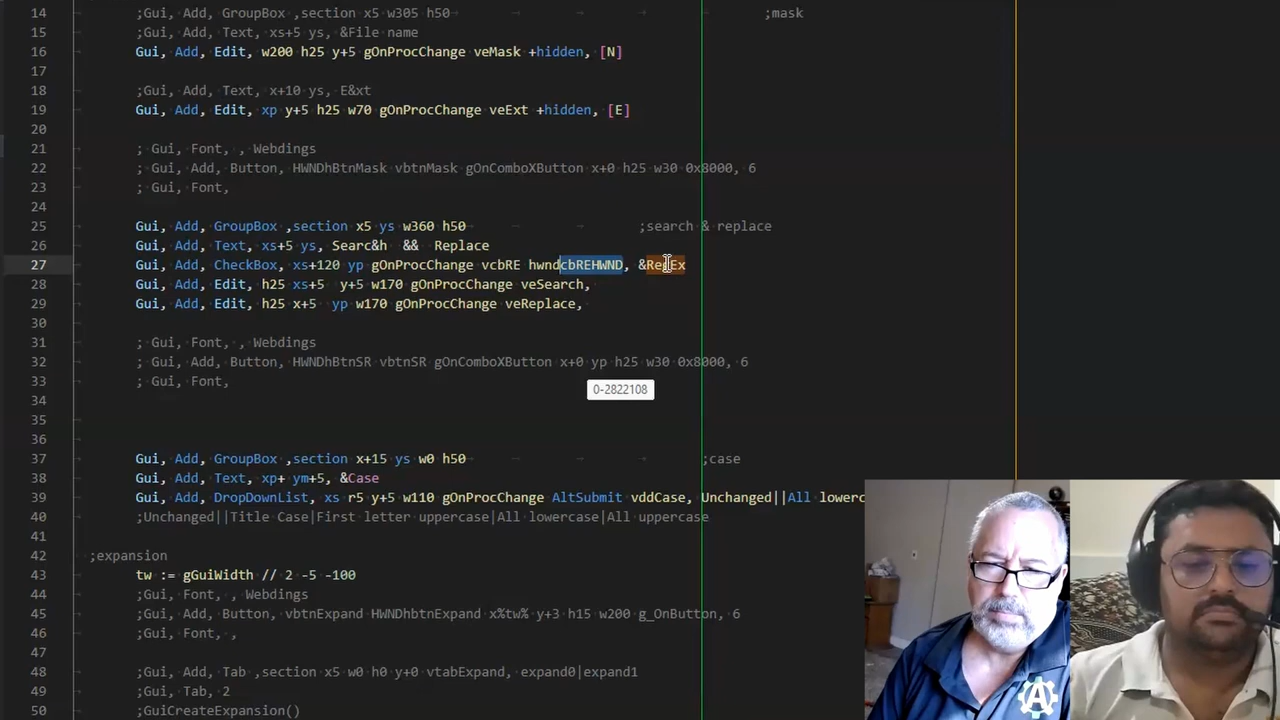 14 ;Gui, Add, GroupBox ,section x5 w305 h50 ;mask
15 ;Gui, Add, Text, xs+5 ys, &File name
16 Gui, Add, Edit, w200 h25 y+5 gOnProcChange veMask +hidden, [N]
17
18 ;Gui, Add, Text, x+10 ys, E&xt
19 Gui, Add, Edit, xp y+5 h25 w70 gOnProcChange veExt +hidden, [E]
20
21 ; Gui, Font, , Webdings
22 ; Gui, Add, Button, HWNDhBtnMask vbtnMask gOnComboXButton x+0 h25 w30 0x8000, 6
23 ; Gui, Font,
24
25 Gui, Add, GroupBox ,section x5 ys w360 h50 ;search & replace
26 Gui, Add, Text, xs+5 ys, Searc&h && Replace
27 Gui, Add, CheckBox, xs+120 yp gOnProcChange vcbRE hwndcbREHWND, &RegEx
28 Gui, Add, Edit, h25 xs+5 y+5 w170 gOnProcChange veSearch,
29 Gui, Add, Edit, h25 x+5 yp w170 gOnProcChange veReplace,
30
31 ; Gui, Font, , Webdings
32 ; Gui, Add, Button, HWNDhBtnSR vbtnSR gOnComboXButton x+0 yp h25 w30 0x8000, 6
33 ; Gui, Font,
0-2822108
34
35
36
37 Gui, Add, GroupBox ,section x+15 ys w0 h50 ;case
38 Gui, Add, Text, xp+ ym+5, &Case
39 Gui, Add, DropDownList, xs r5 y+5 w110 gOnProcChange AltSubmit vddCase, Unchanged||All lowerc
40 ;Unchanged||Title Case|First letter uppercase|All lowercase|All uppercase
41
42 ;expansion
43 tw := gGuiWidth // 2 -5 -100
44 ;Gui, Font, , Webdings
45 ;Gui, Add, Button, vbtnExpand HWNDhbtnExpand x%tw% y+3 h15 w200 g_OnButton, 6
46 ;Gui, Font, ,
47
48 ;Gui, Add, Tab ,section x5 w0 h0 y+0 vtabExpand, expand0|expand1
49 ;Gui, Tab, 2
50 ;GuiCreateExpansion()